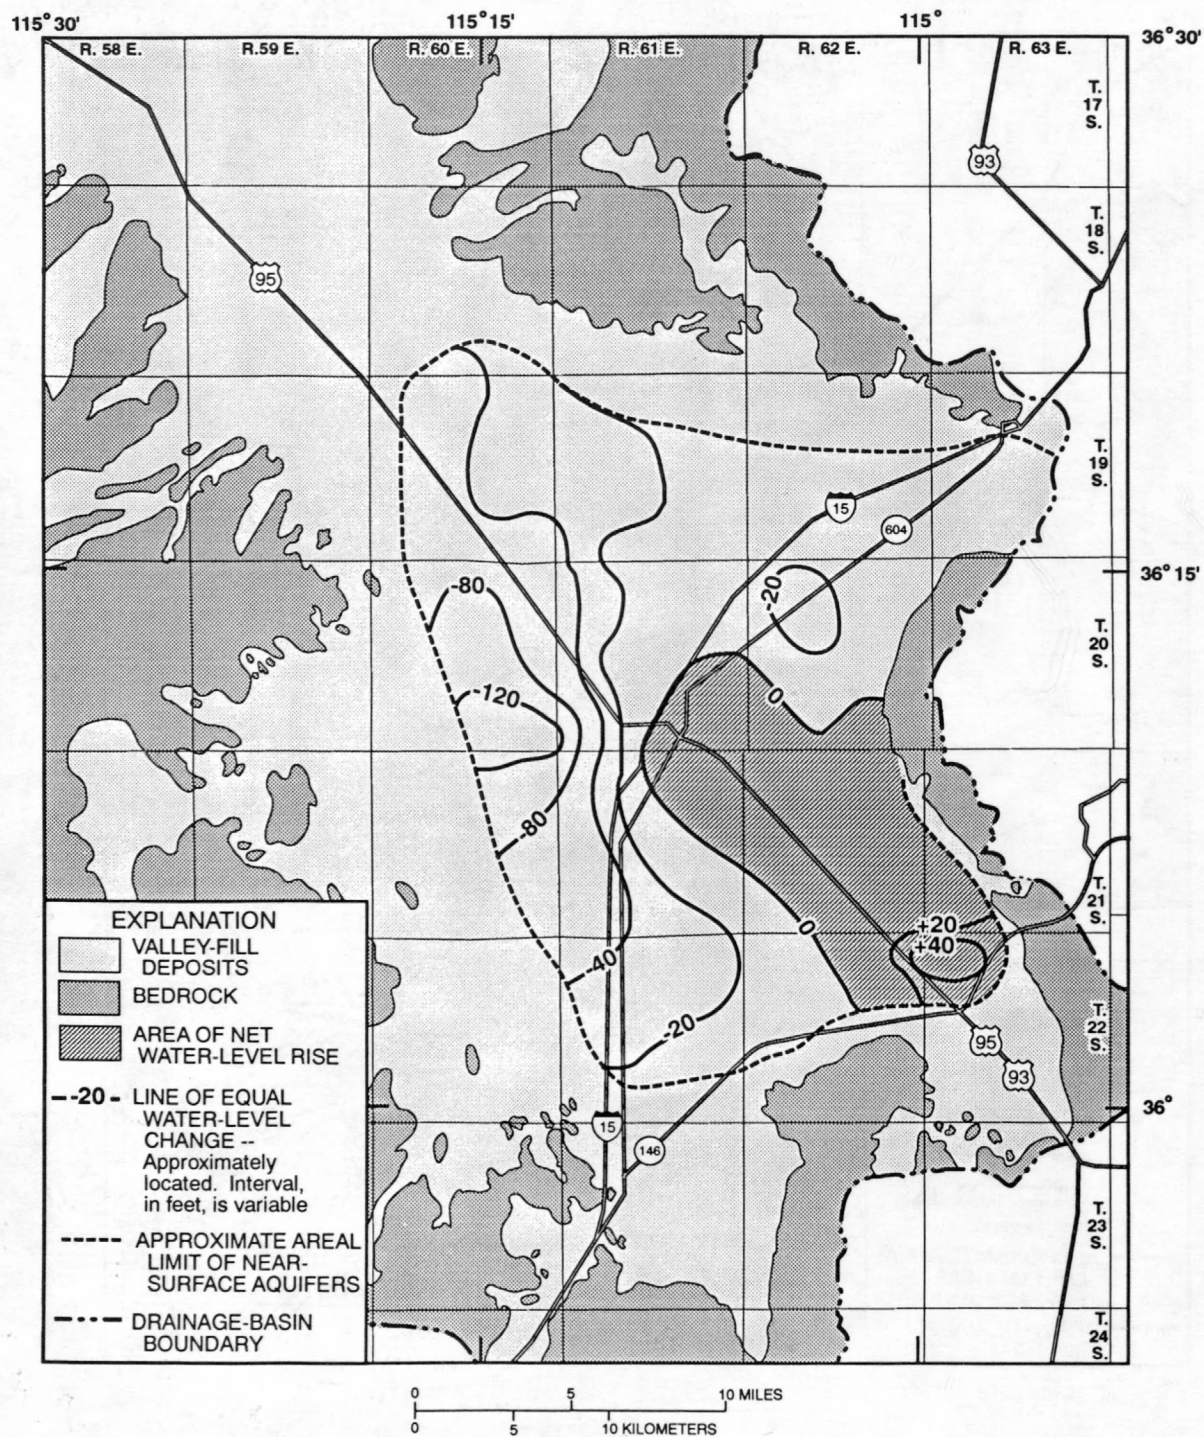 115° 30'
115° 15'
115°
36° 30'
R. 58 E.
R.59 E.
R. 60 E.
R. 61 E.
R. 62 E.
R. 63 E.
T.
17
S.
93
T.
18
S.
95
T.
19
S.
15
604
36° 15'
-80
-20
T.
20
S.
-120
0
-80
T.
21
S.
EXPLANATION
VALLEY-FILL
DEPOSITS
BEDROCK
AREA OF NET
WATER-LEVEL RISE
-20
LINE OF EQUAL
WATER-LEVEL
CHANGE --
Approximately
located. Interval,
in feet, is variable
APPROXIMATE AREAL
LIMIT OF NEAR-
SURFACE AQUIFERS
DRAINAGE-BASIN
BOUNDARY
0
+20
+40
-40
-20
T.
22
S.
95
93
36°
15
146
T.
23
S.
T.
24
S.
0 5 10 MILES
0 5 10 KILOMETERS